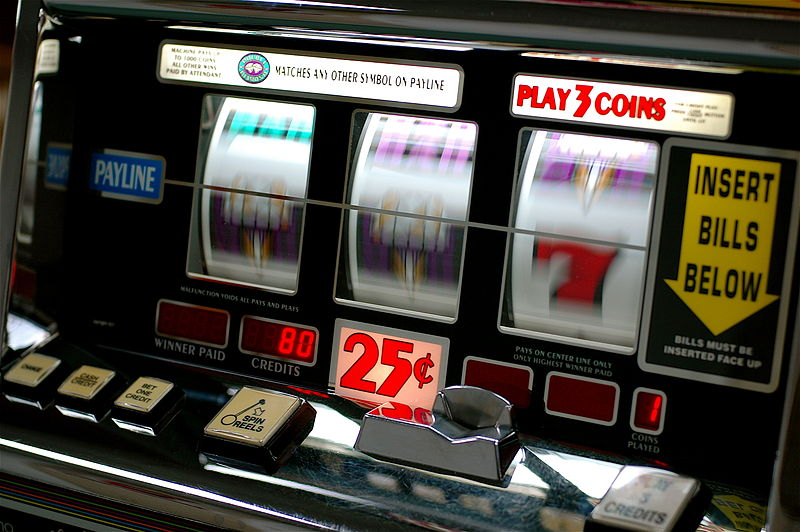 MACHINE PAYS UP
TO 1000 COINS
ALL OTHER WINS
PAID BY ATTENDANT
MATCHES ANY OTHER SYMBOL ON PAYLINE
PLAY 3 COINS
PAYLINE
INSERT
BILLS
BELOW
BILLS MUST BE
INSERTED FACE UP
MALFUNCTION VOIDS ALL PAYS AND PLAYS
WINNER PAID
80
CREDITS
25¢
PAYS ON CENTER LINE ONLY
ONLY HIGHEST WINNER PAID
1
COINS
PLAYED
CHANGE
CASH
CREDIT
BET
ONE
CREDIT
SPIN
REELS
PLAY
3
CREDITS